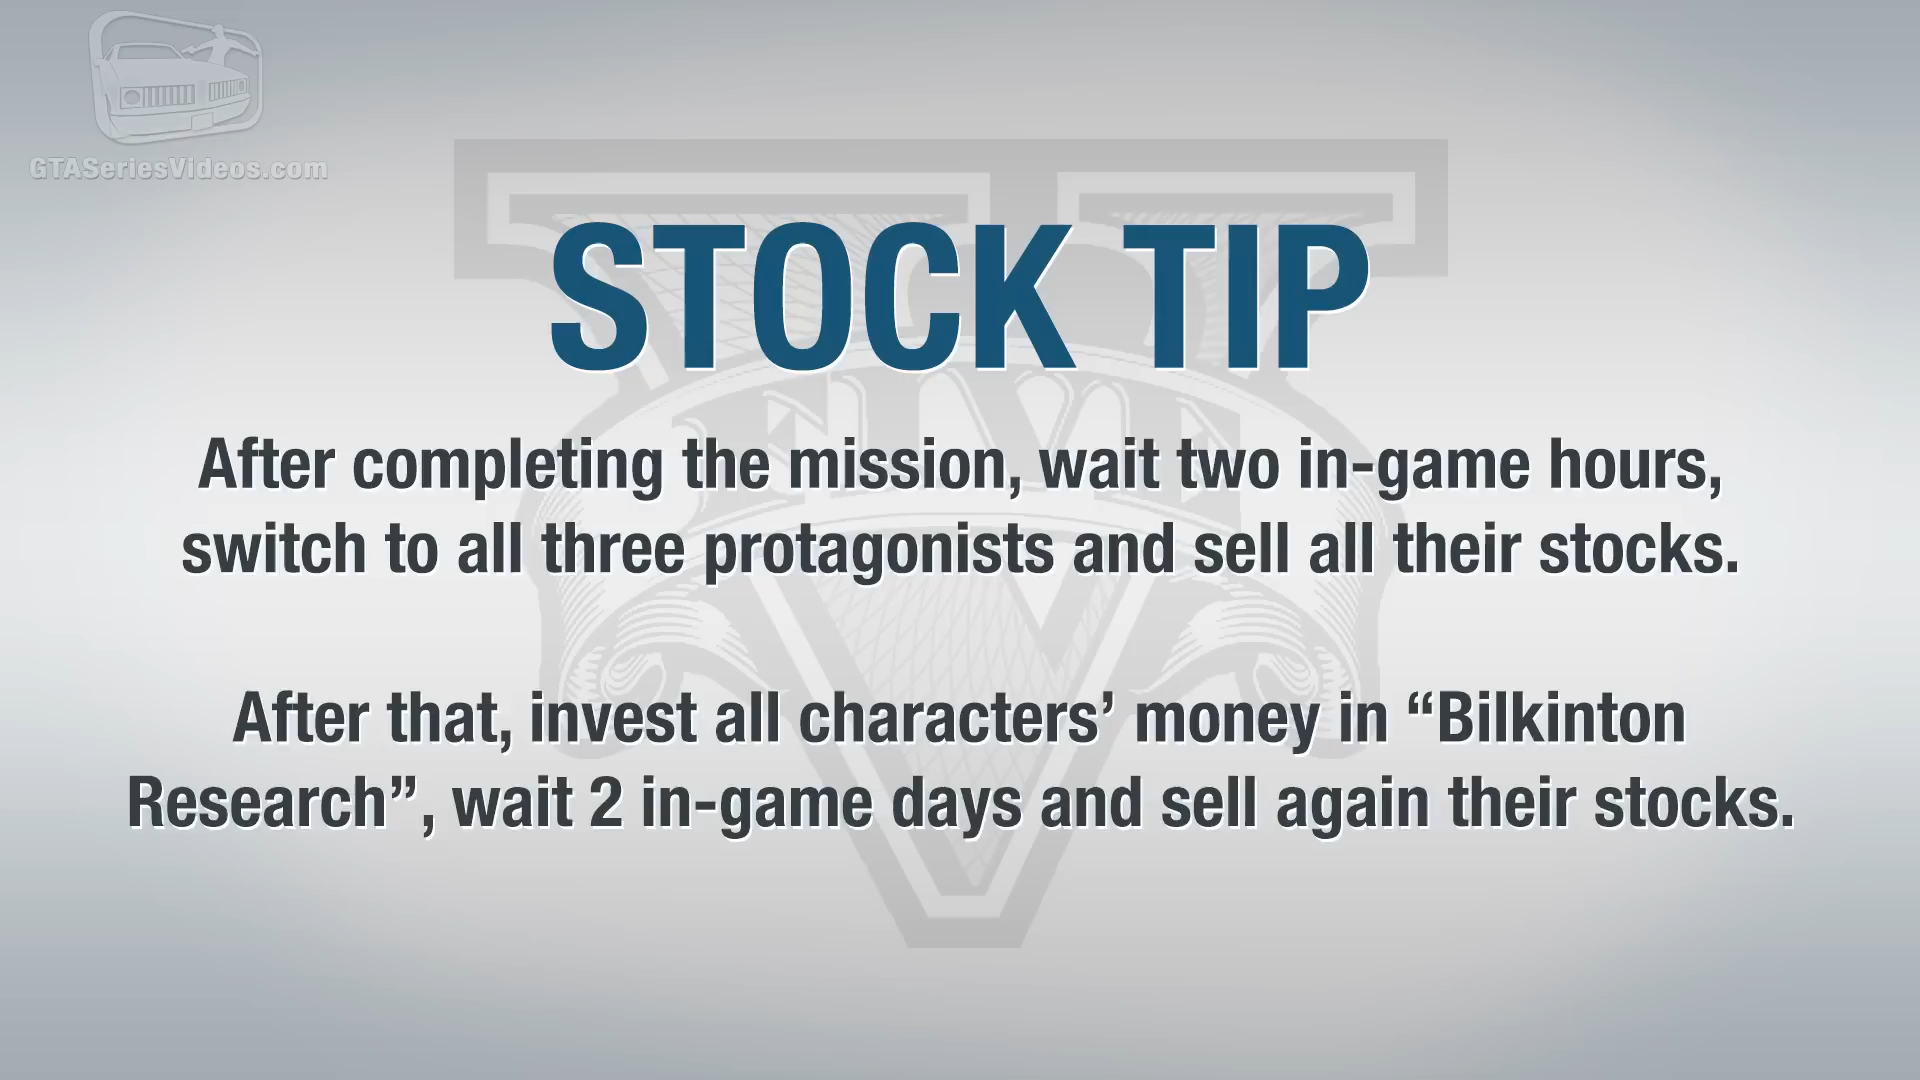 GTASeriesVideos.com
STOCK TIP
FIVE
After completing the mission, wait two in-game hours,
switch to all three protagonists and sell all their stocks.
After that, invest all characters’ money in “Bilkinton
Research”, wait 2 in-game days and sell again their stocks.